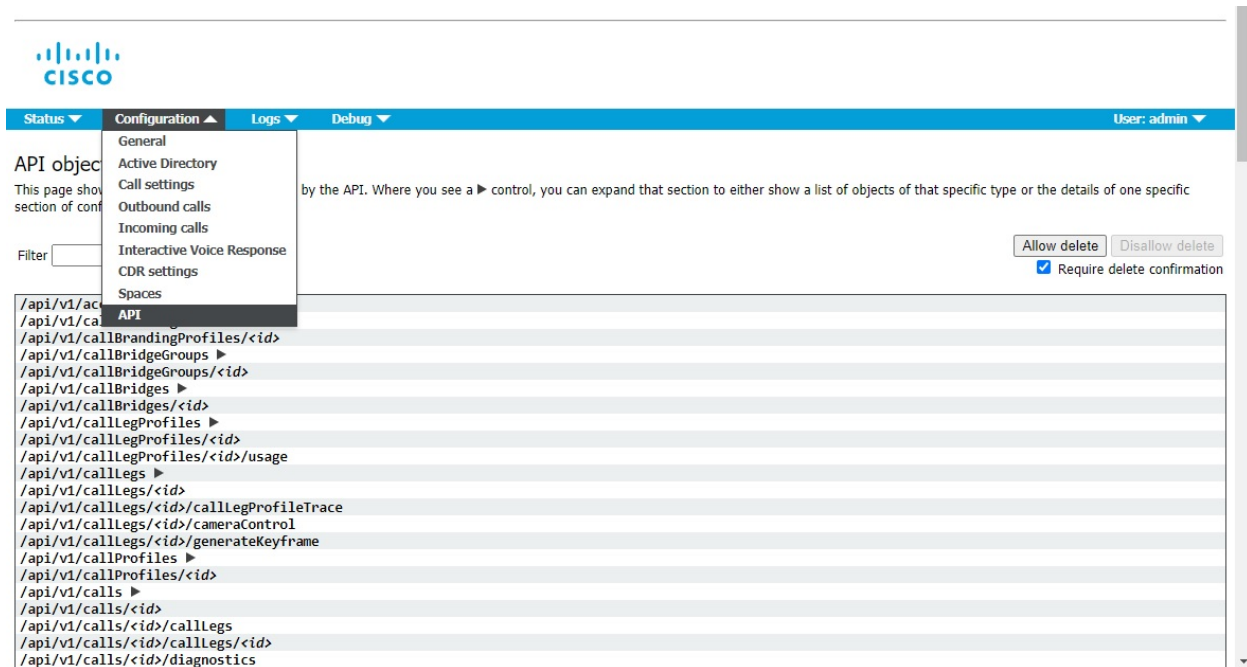 CISCO
Status Configuration Logs Debug User: admin
General
Active Directory
Call settings
Outbound calls
Incoming calls
Interactive Voice Response
CDR settings
Spaces
API
API objec
This page sho by the API. Where you see a ▶ control, you can expand that section to either show a list of objects of that specific type or the details of one specific
section of conf
Filter
Allow delete Disallow delete
Require delete confirmation
/api/v1/ac
/api/v1/ca
/api/v1/callBrandingProfiles/<id>
/api/v1/callBridgeGroups ▶
/api/v1/callBridgeGroups/<id>
/api/v1/callBridges ▶
/api/v1/callBridges/<id>
/api/v1/callLegProfiles ▶
/api/v1/callLegProfiles/<id>
/api/v1/callLegProfiles/<id>/usage
/api/v1/callLegs ▶
/api/v1/callLegs/<id>
/api/v1/callLegs/<id>/callLegProfileTrace
/api/v1/callLegs/<id>/cameraControl
/api/v1/callLegs/<id>/generateKeyframe
/api/v1/callProfiles ▶
/api/v1/callProfiles/<id>
/api/v1/calls ▶
/api/v1/calls/<id>
/api/v1/calls/<id>/callLegs
/api/v1/calls/<id>/callLegs/<id>
/api/v1/calls/<id>/diagnostics